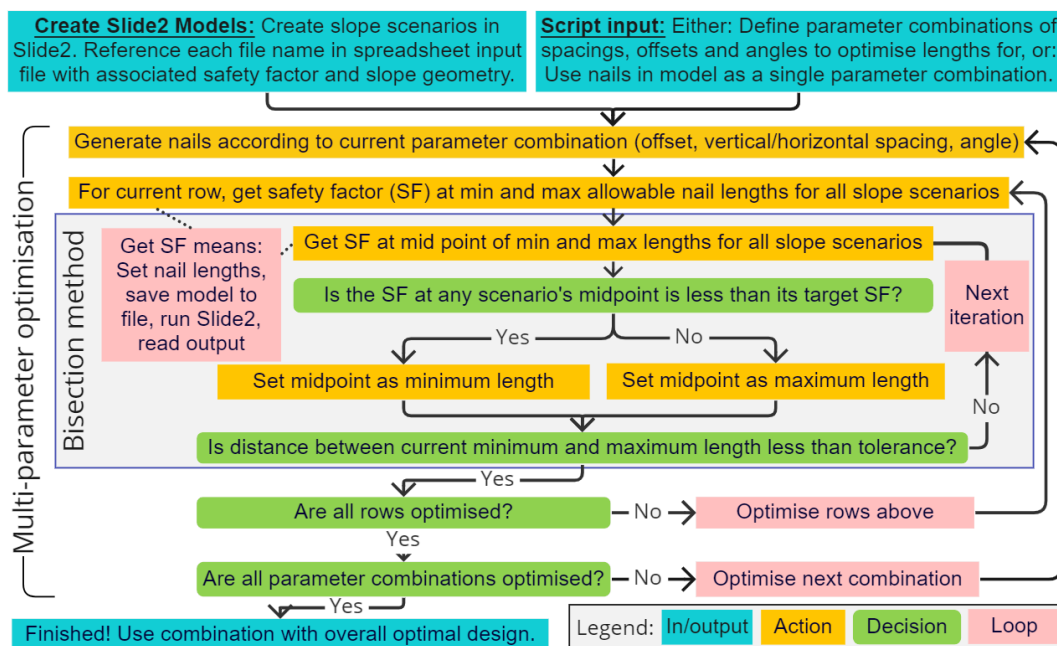 Create Slide2 Models: Create slope scenarios in
Slide2. Reference each file name in spreadsheet input
file with associated safety factor and slope geometry.
Script input: Either: Define parameter combinations of
spacings, offsets and angles to optimise lengths for, or:
Use nails in model as a single parameter combination.
Multi-parameter optimisation
Generate nails according to current parameter combination (offset, vertical/horizontal spacing, angle)
For current row, get safety factor (SF) at min and max allowable nail lengths for all slope scenarios
Bisection method
Get SF means:
Set nail lengths,
save model to
file, run Slide2,
read output
Get SF at mid point of min and max lengths for all slope scenarios
Is the SF at any scenario's midpoint is less than its target SF?
Next
iteration
Yes
No
Set midpoint as minimum length
Set midpoint as maximum length
No
Is distance between current minimum and maximum length less than tolerance?
Yes
Are all rows optimised?
No
Optimise rows above
Yes
Are all parameter combinations optimised?
No
Optimise next combination
Yes
Finished! Use combination with overall optimal design.
Legend:
In/output
Action
Decision
Loop